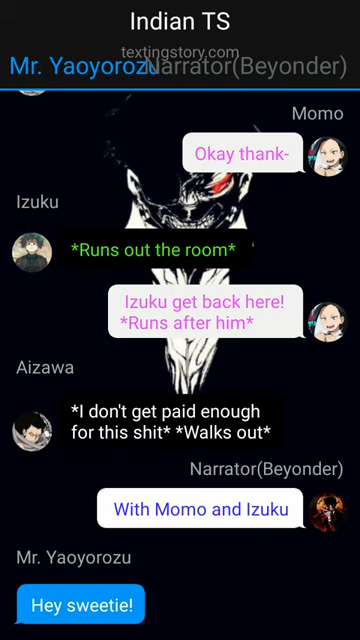 Indian TS
textingstory.com
Mr. Yaoyorozu
Narrator(Beyonder)
Momo
Okay thank-
Izuku
*Runs out the room*
Izuku get back here!
*Runs after him*
Aizawa
*I don't get paid enough
for this shit* *Walks out*
Narrator(Beyonder)
With Momo and Izuku
Mr. Yaoyorozu
Hey sweetie!